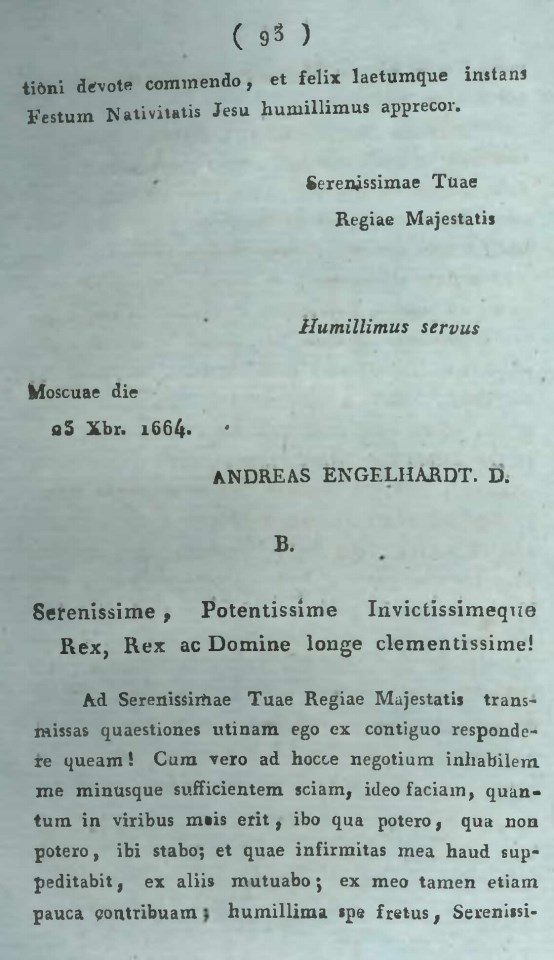 ( 93 )
tioni devote commendo, et felix laetumque instans
Festum Nativitatis Jesu humillimus apprecor.
Serenissimae Tuae
Regiae Majestatis
Humillimus servus
Moscuae die
23 Xbr. 1664.
ANDREAS ENGELHARDT. D.
B.
Serenissime, Potentissime Invictissimeque
Rex, Rex ac Domine longe clementissime!
Ad Serenissimae Tuae Regiae Majestatis trans-
missas quaestiones utinam ego ex contiguo responde-
re queam! Cum vero ad hocce negotium inhabilem
me minusque sufficientem sciam, ideo faciam, quan-
tum in viribus meis erit, ibo qua potero, qua non
potero, ibi stabo; et quae infirmitas mea haud sup-
peditabit, ex aliis mutuabo; ex meo tamen etiam
pauca contribuam; humillima spe fretus, Serenissi-